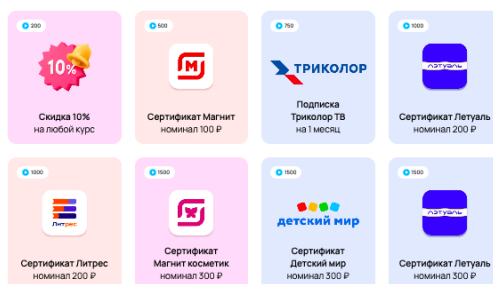 200
10%
Скидка 10%
на любой курс
500
М
Сертификат Магнит
номинал 100 ₽
750
ТРИКОЛОР
Подписка
Триколор ТВ
на 1 месяц
1000
ЛЭТУАЛЬ
Сертификат Летуаль
номинал 200 ₽
1000
Литрес
Сертификат Литрес
номинал 200 ₽
1500
Сертификат
Магнит косметик
номинал 300 ₽
1500
детский мир
Сертификат
Детский мир
номинал 300 ₽
1500
ЛЭТУАЛЬ
Сертификат Летуаль
номинал 300 ₽